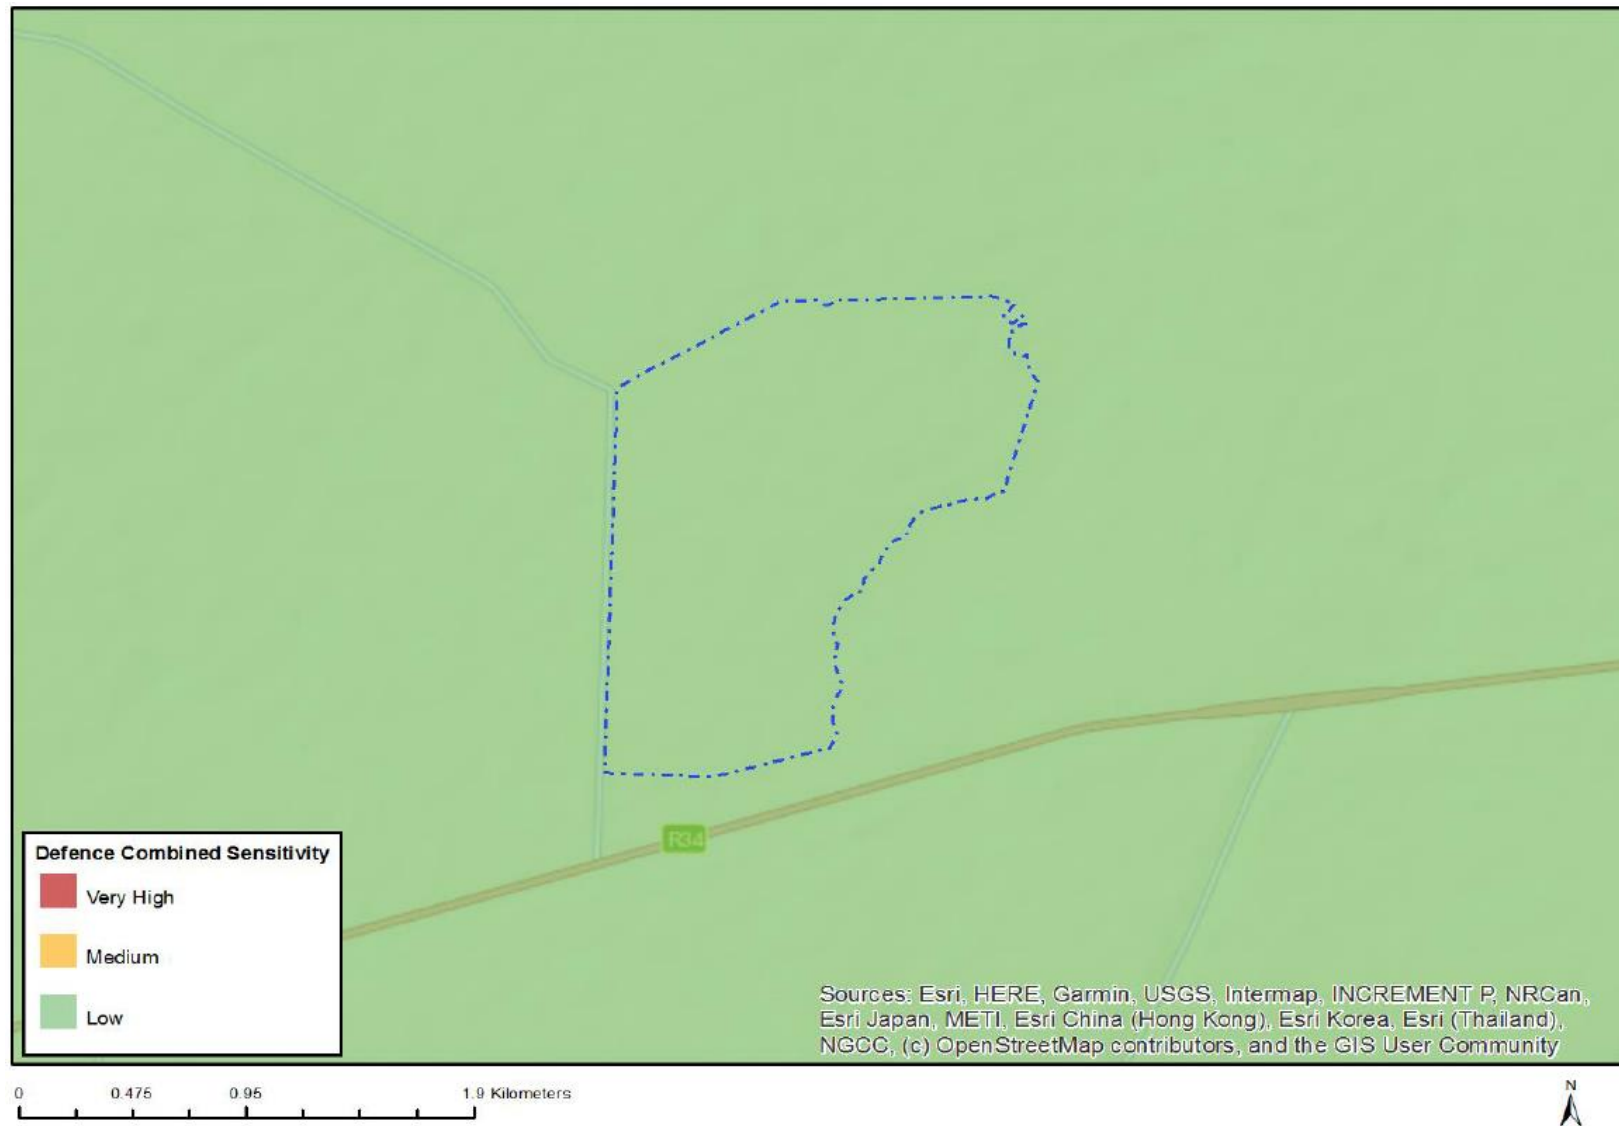 R34
Defence Combined Sensitivity
Very High
Medium
Low
Sources: Esri, HERE, Garmin, USGS, Intermap, INCREMENT P, NRCan,
Esri Japan, METI, Esri China (Hong Kong), Esri Korea, Esri (Thailand),
NGCC, (c) OpenStreetMap contributors, and the GIS User Community
0 0.475 0.95 1.9 Kilometers
N